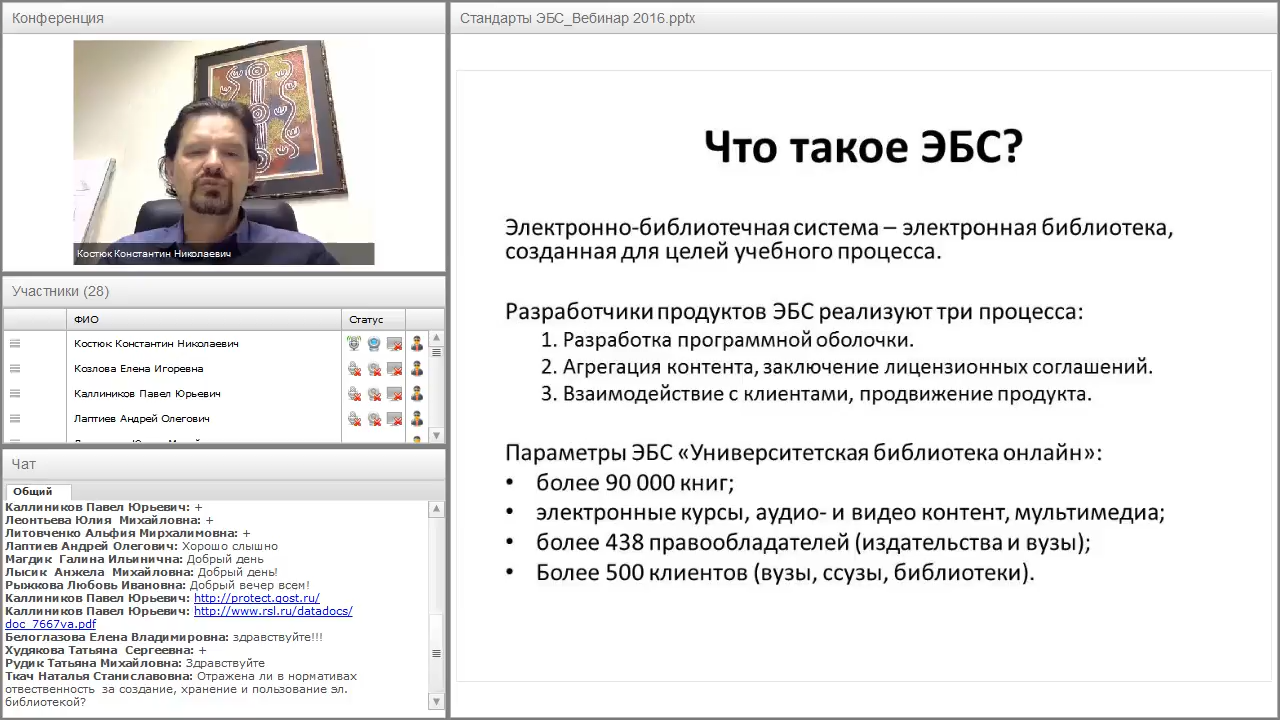 Конференция
Костюк Константин Николаевич
Участники (28)
ФИО
Статус
Костюк Константин Николаевич
Козлова Елена Игоревна
Каллиников Павел Юрьевич
Лаптиев Андрей Олегович
Чат
Общий
Каллиников Павел Юрьевич: +
Леонтьева Юлия Михайловна: +
Литовченко Альфия Мирхалимовна: +
Лаптиев Андрей Олегович: Хорошо слышно
Магдик Галина Ильинична: Добрый день
Лысик Анжела Михайловна: Добрый день!
Рыжкова Любовь Ивановна: Добрый вечер всем!
Каллиников Павел Юрьевич: http://protect.gost.ru/
Каллиников Павел Юрьевич: http://www.rsl.ru/datadocs/
doc_7667va.pdf
Белоглазова Елена Владимировна: здравствуйте!!!
Худякова Татьяна Сергеевна: +
Рудик Татьяна Михайловна: Здравствуйте
Ткач Наталья Станиславовна: Отражена ли в нормативах
отвественность за создание, хранение и пользование эл.
библиотекой?
Стандарты ЭБС_Вебинар 2016.pptx
Что такое ЭБС?
Электронно-библиотечная система – электронная библиотека,
созданная для целей учебного процесса.
Разработчики продуктов ЭБС реализуют три процесса:
1. Разработка программной оболочки.
2. Агрегация контента, заключение лицензионных соглашений.
3. Взаимодействие с клиентами, продвижение продукта.
Параметры ЭБС «Университетская библиотека онлайн»:
• более 90 000 книг;
• электронные курсы, аудио- и видео контент, мультимедиа;
• более 438 правообладателей (издательства и вузы);
• Более 500 клиентов (вузы, ссузы, библиотеки).